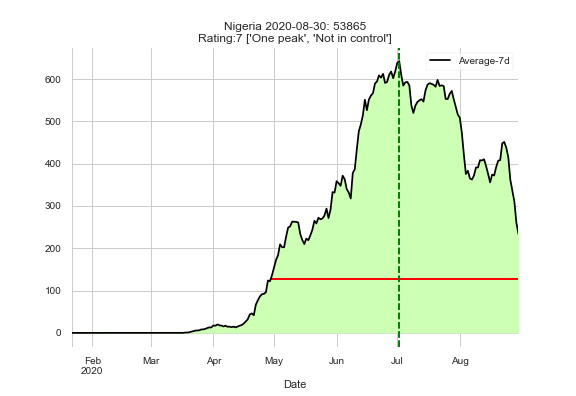 Nigeria 2020-08-30: 53865
Rating:7 ['One peak', 'Not in control']
Average-7d
600
500
400
300
200
100
0
Feb Mar Apr May Jun Jul Aug
2020
Date